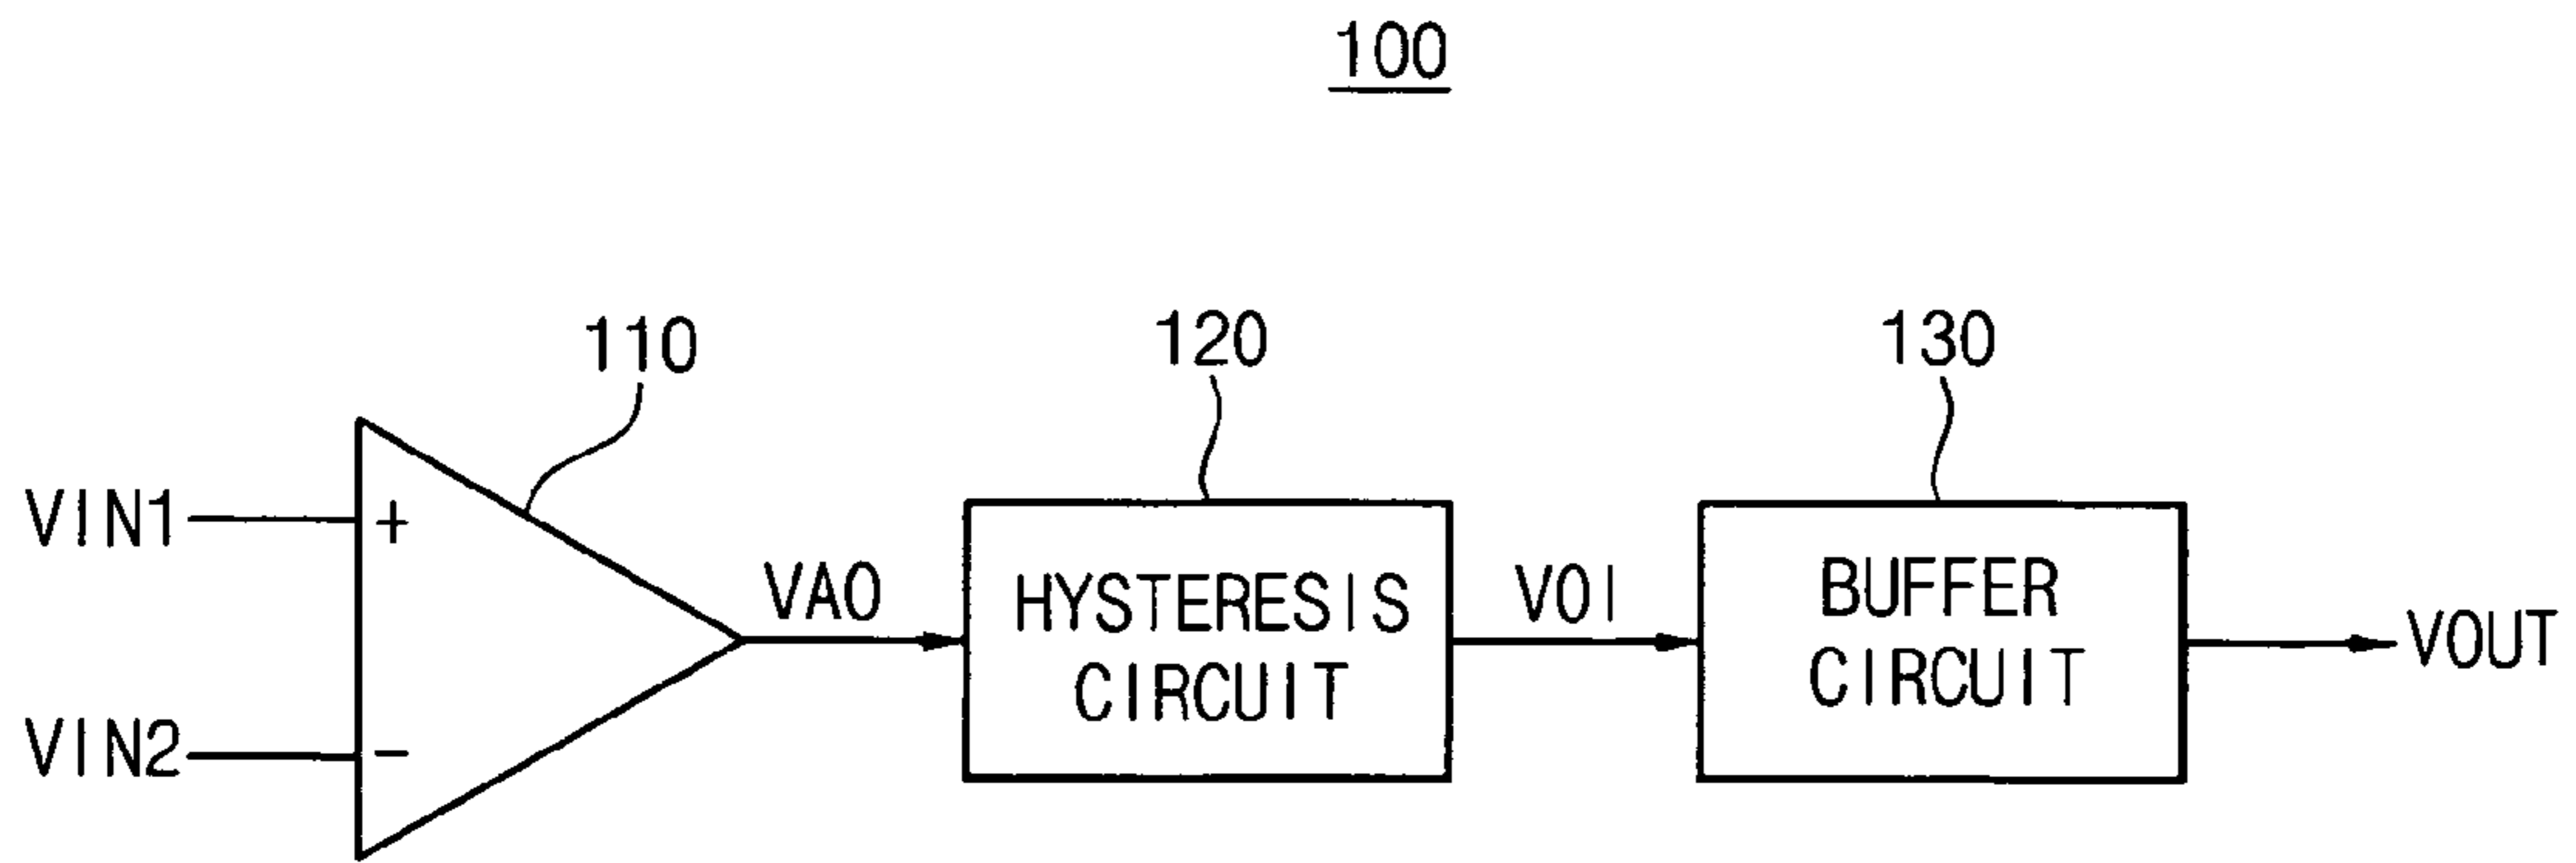 100
110
120
130
VIN1
+
VAO
HYSTERESIS
CIRCUIT
VOI
BUFFER
CIRCUIT
VOUT
VIN2
-